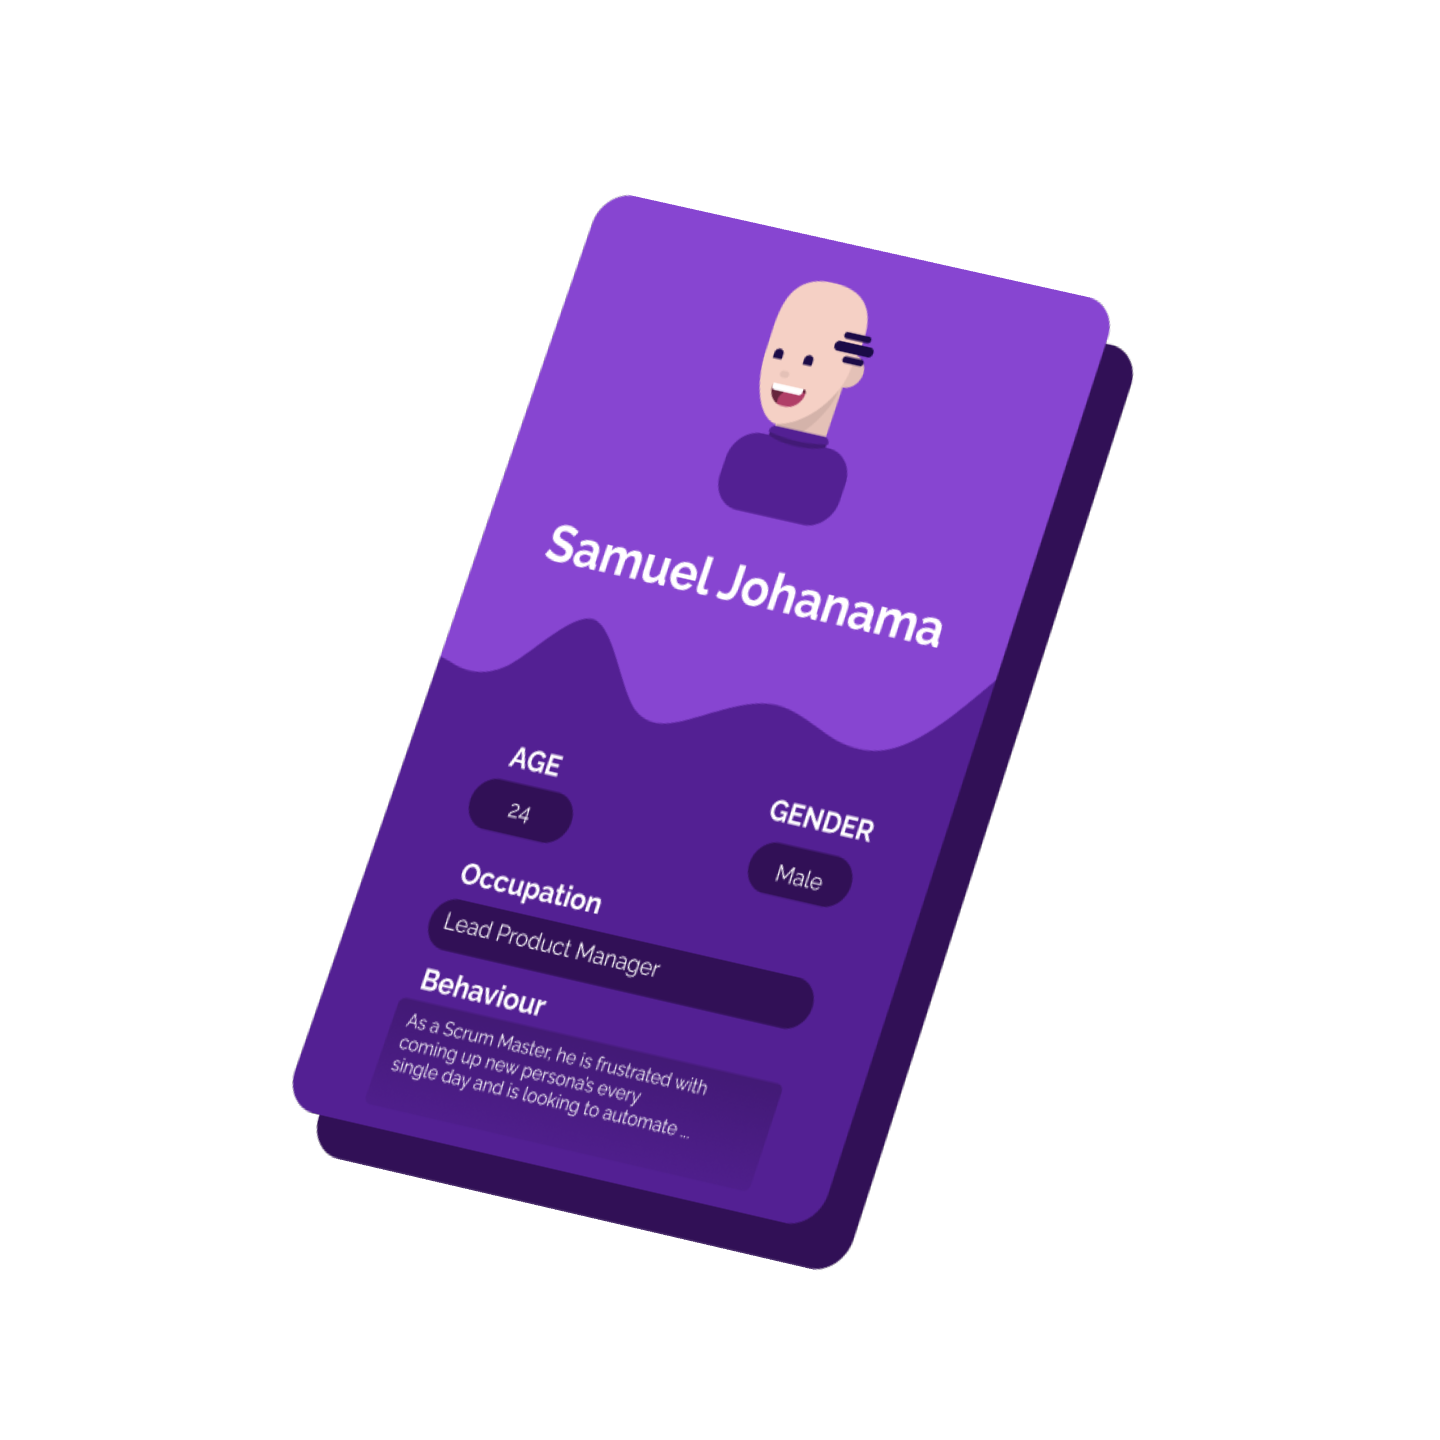 Samuel Johanama
AGE
24
GENDER
Male
Occupation
Lead Product Manager
Behaviour
As a Scrum Master, he is frustrated with
coming up new persona's every
single day and is looking to automate ...